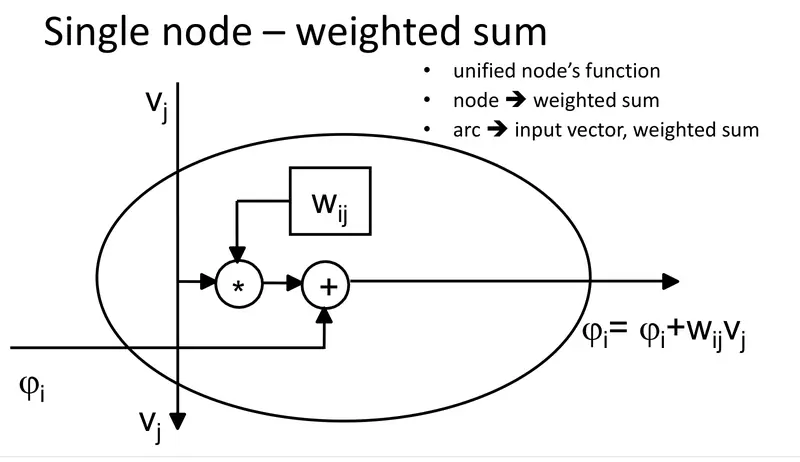 Single node – weighted sum
• unified node's function
• node ➔ weighted sum
• arc ➔ input vector, weighted sum
vj
wij
*
+
φi= φi+wijvj
φi
vj